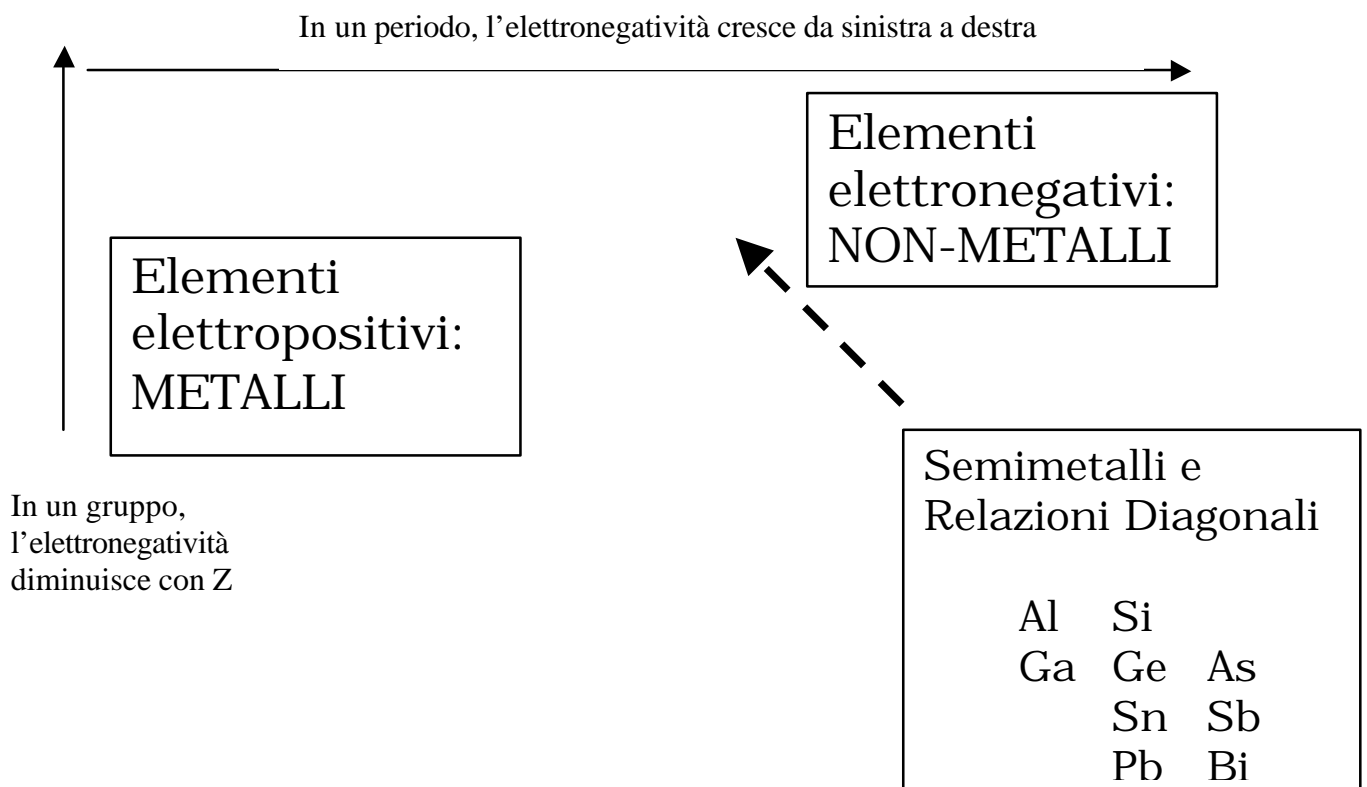 In un periodo, l’elettronegatività cresce da sinistra a destra
Elementi
elettronegativi:
NON-METALLI
Elementi
elettropositivi:
METALLI
In un gruppo,
l’elettronegatività
diminuisce con Z
Semimetalli e
Relazioni Diagonali
Al Si
Ga Ge As
Sn Sb
Pb Bi